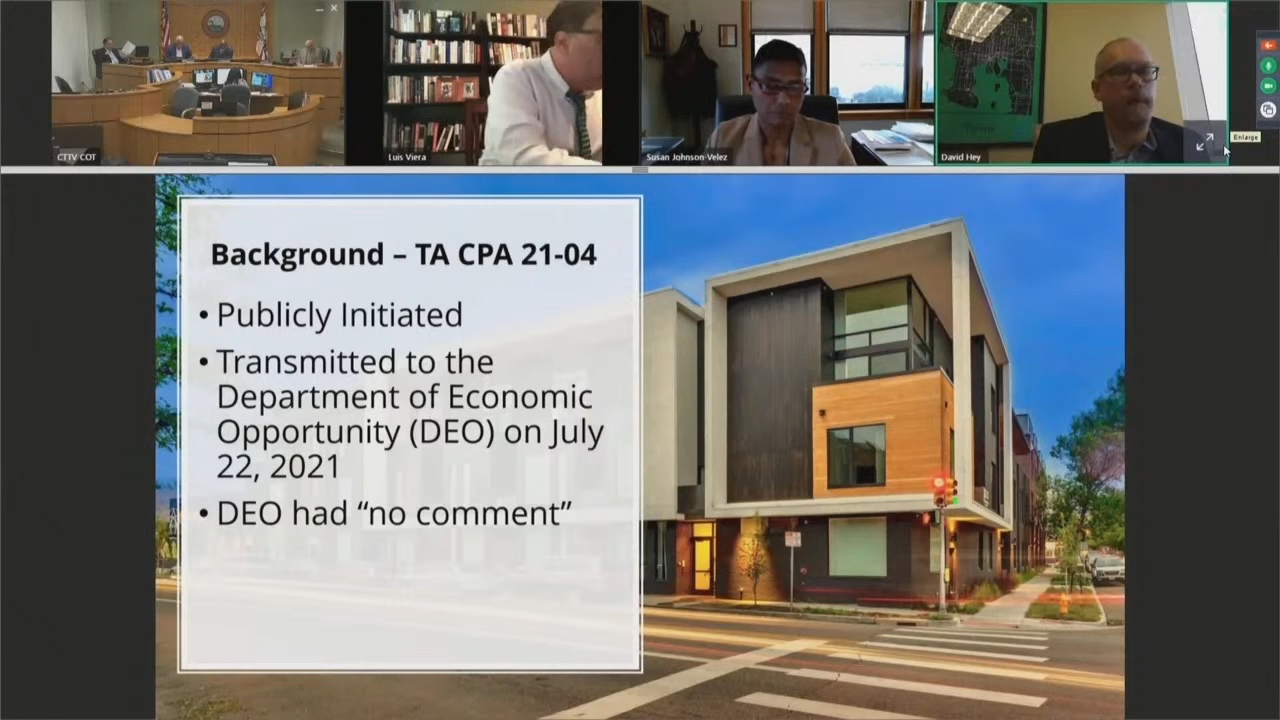 CTTV COT
Luis Viera
Susan Johnson-Velez
David Hey
Enlarge
Background – TA CPA 21-04
• Publicly Initiated
• Transmitted to the
Department of Economic
Opportunity (DEO) on July
22, 2021
• DEO had “no comment”